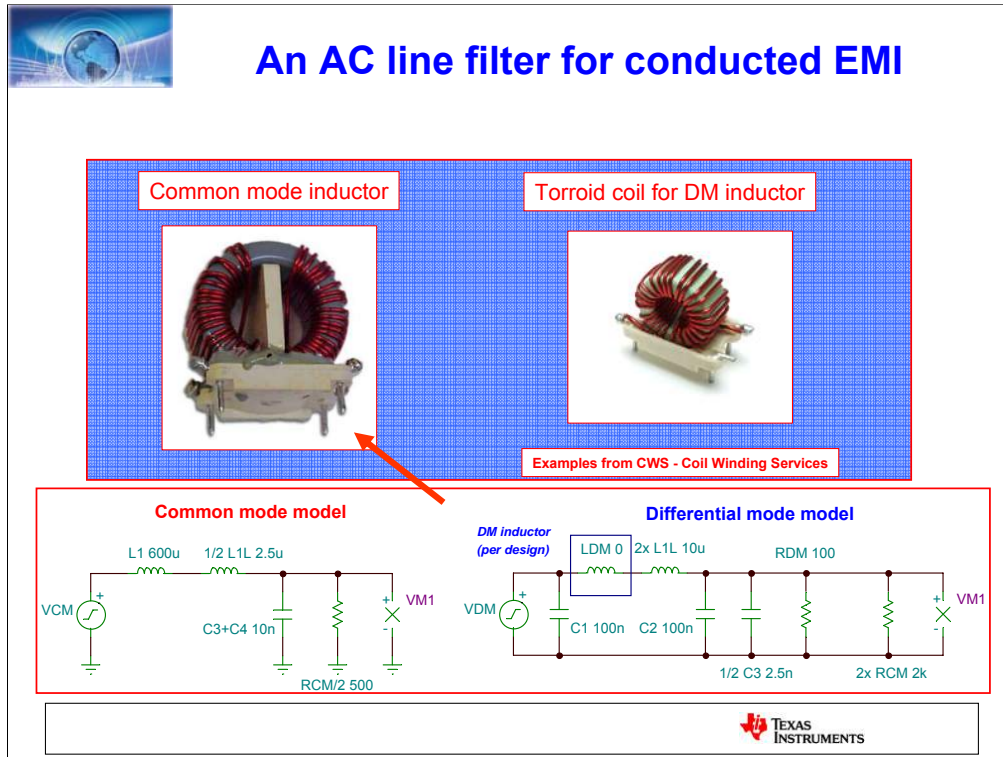 An AC line filter for conducted EMI
Common mode inductor
Torroid coil for DM inductor
Examples from CWS - Coil Winding Services
Common mode model
L1 600u
1/2 L1L 2.5u
VCM
+
C3+C4 10n
RCM/2 500
+
-
VM1
Differential mode model
DM inductor
(per design)
LDM 0
2x L1L 10u
RDM 100
VDM
+
C1 100n
C2 100n
1/2 C3 2.5n
2x RCM 2k
+
-
VM1
TEXAS
INSTRUMENTS